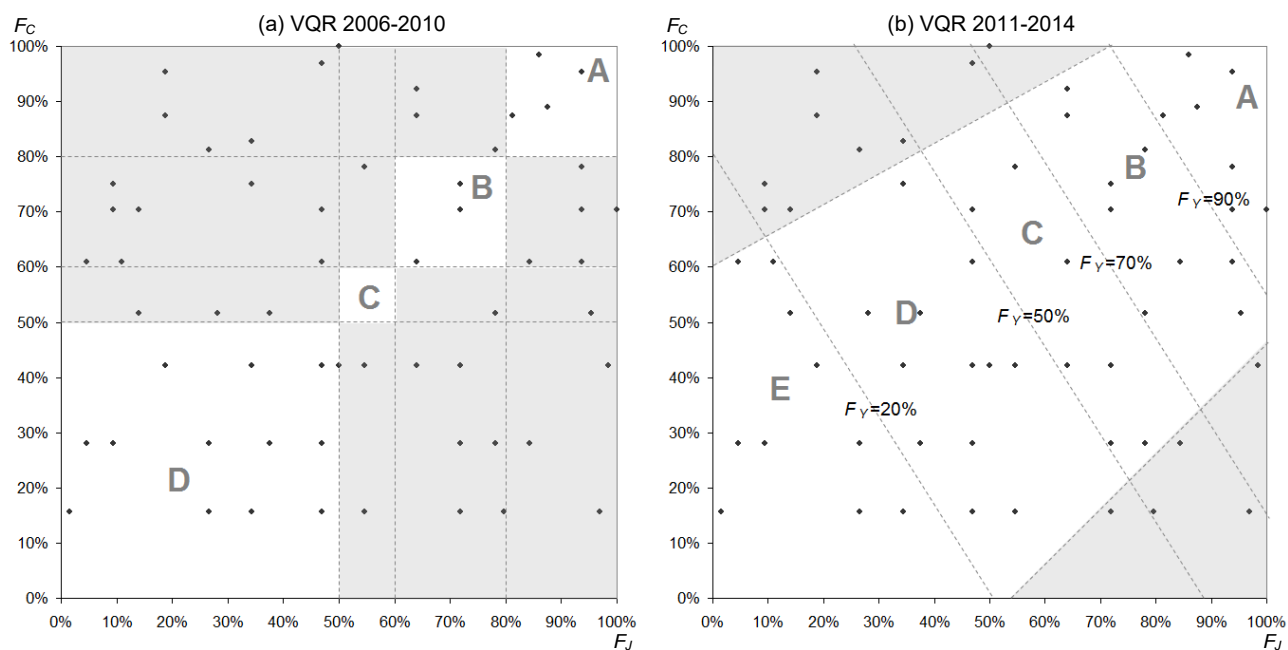 (a) VQR 2006-2010
F_C
100%
90%
80%
70%
60%
50%
40%
30%
20%
10%
0%
A
B
C
D
0% 10% 20% 30% 40% 50% 60% 70% 80% 90% 100%
F_J
(b) VQR 2011-2014
F_C
100%
90%
80%
70%
60%
50%
40%
30%
20%
10%
0%
A
B
F_Y=90%
C
F_Y=70%
D
F_Y=50%
E
F_Y=20%
0% 10% 20% 30% 40% 50% 60% 70% 80% 90% 100%
F_J